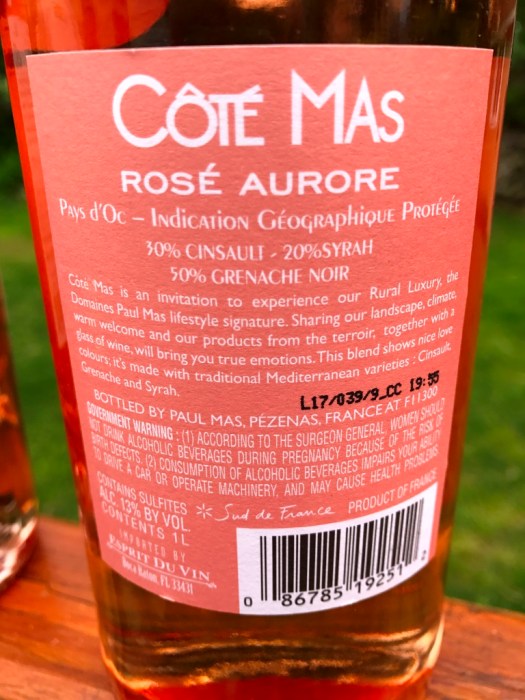 CÔTÉ MAS
ROSÉ AURORE
PAYS d'OC – INDICATION GÉOGRAPHIQUE PROTÉGÉE
30% CINSAULT - 20%SYRAH
50% GRENACHE NOIR
Côté Mas is an invitation to experience our Rural Luxury, the
Domaines Paul Mas lifestyle signature. Sharing our landscape, climate,
warm welcome and our products from the terroir, together with a
glass of wine, will bring you true emotions. This blend shows nice love
colours; it's made with traditional Mediterranean varieties : Cinsault,
Grenache and Syrah.
L17/039/9_CC 19:55
BOTTLED BY PAUL MAS, PÉZENAS, FRANCE AT F11300
GOVERNMENT WARNING : (1) ACCORDING TO THE SURGEON GENERAL, WOMEN SHOULD
NOT DRINK ALCOHOLIC BEVERAGES DURING PREGNANCY BECAUSE OF THE RISK OF
BIRTH DEFECTS. (2) CONSUMPTION OF ALCOHOLIC BEVERAGES IMPAIRS YOUR ABILITY
TO DRIVE A CAR OR OPERATE MACHINERY, AND MAY CAUSE HEALTH PROBLEMS.
CONTAINS SULFITES
ALC. 13% BY VOL
CONTENTS 1L
Sud de France
PRODUCT OF FRANCE
IMPORTED BY
ESPRIT DU VIN
Boca Raton, FL 33431
0 86785 19251 2